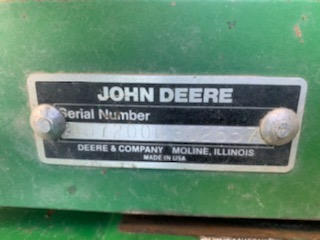 JOHN DEERE
Serial Number
DEERE & COMPANY MOLINE, ILLINOIS
MADE IN USA